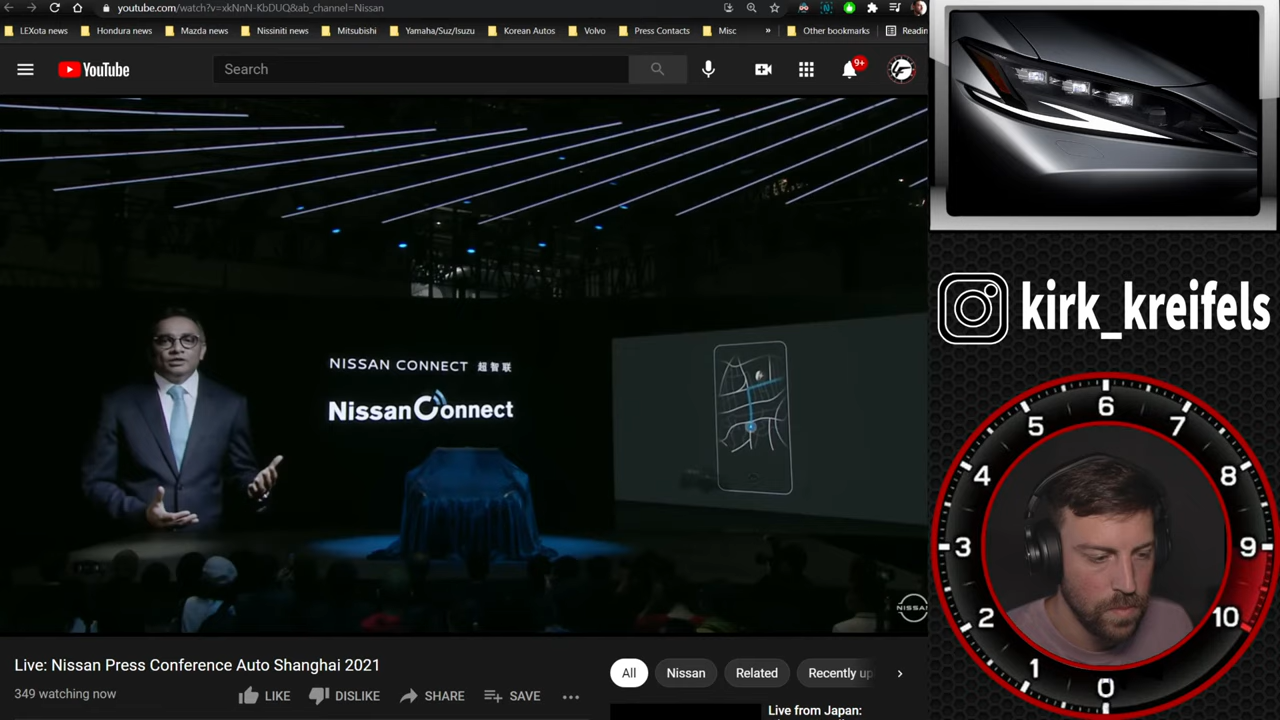 youtube.com/watch?v=xkNnN-KbDUQ&ab_channel=Nissan
LEXota news
Hondura news
Mazda news
Nissiniti news
Mitsubishi
Yamaha/Suz/Isuzu
Korean Autos
Volvo
Press Contacts
Misc
»
Other bookmarks
Readin
YouTube
Search
9+
NISSAN CONNECT 超智联
NissanConnect
NISSAN
Live: Nissan Press Conference Auto Shanghai 2021
349 watching now
LIKE
DISLIKE
SHARE
SAVE
All
Nissan
Related
Recently up
Live from Japan:
kirk_kreifels
0
1
2
3
4
5
6
7
8
9
10